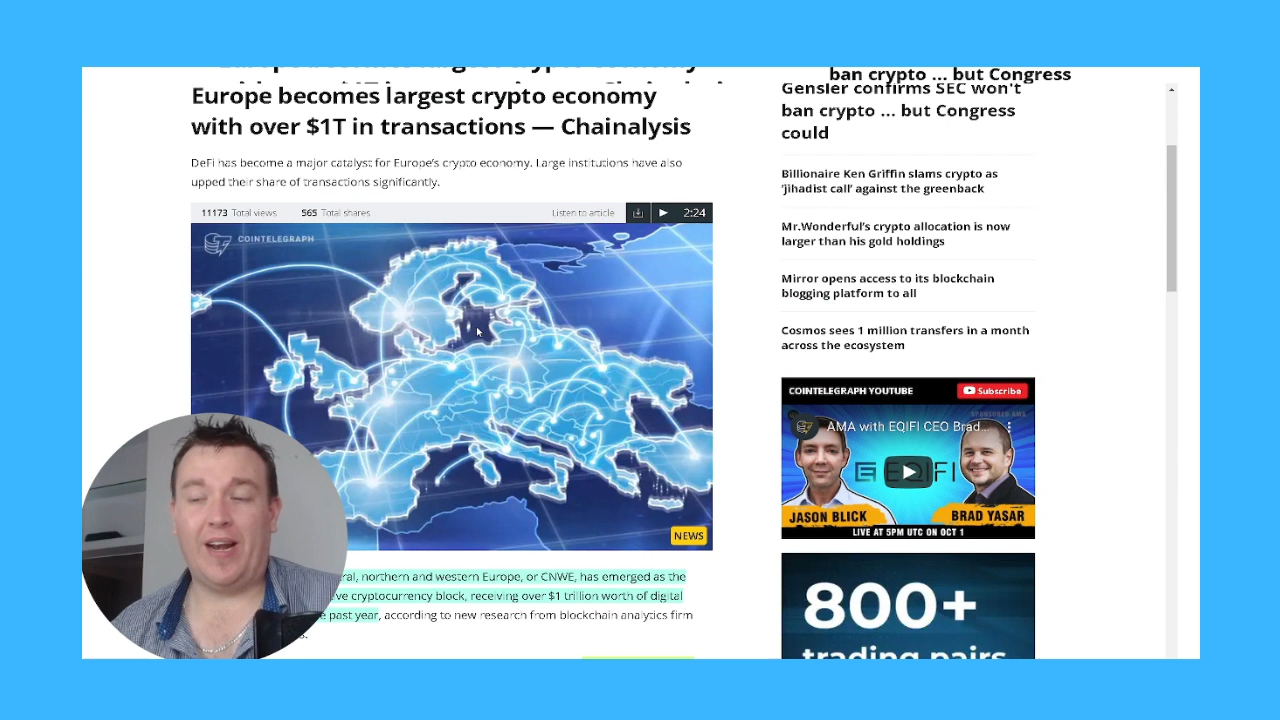 Europe becomes largest crypto economy
with over $1T in transactions — Chainalysis
DeFi has become a major catalyst for Europe's crypto economy. Large institutions have also
upped their share of transactions significantly.
11173 Total views 565 Total shares Listen to article 2:24
COINTELEGRAPH
NEWS
ral, northern and western Europe, or CNWE, has emerged as the
ve cryptocurrency block, receiving over $1 trillion worth of digital
e past year, according to new research from blockchain analytics firm
ban crypto ... but Congress
Gensler confirms SEC won't
ban crypto ... but Congress
could
Billionaire Ken Griffin slams crypto as
'jihadist call' against the greenback
Mr.Wonderful's crypto allocation is now
larger than his gold holdings
Mirror opens access to its blockchain
blogging platform to all
Cosmos sees 1 million transfers in a month
across the ecosystem
COINTELEGRAPH YOUTUBE Subscribe
SPONSORED AMA
AMA with EQIFI CEO Brad...
EQIFI
JASON BLICK BRAD YASAR
LIVE AT 5PM UTC ON OCT 1
800+
trading pairs